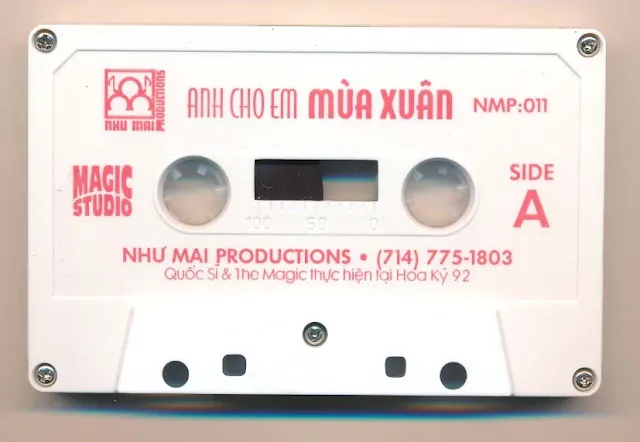 NHU MAI
PRODUCTIONS
ANH CHO EM MÙA XUÂN
NMP:011
MAGIC
STUDIO
SIDE
A
100 50 0
NHƯ MAI PRODUCTIONS • (714) 775-1803
Quốc Sĩ & The Magic thực hiện tại Hoa Kỳ 92